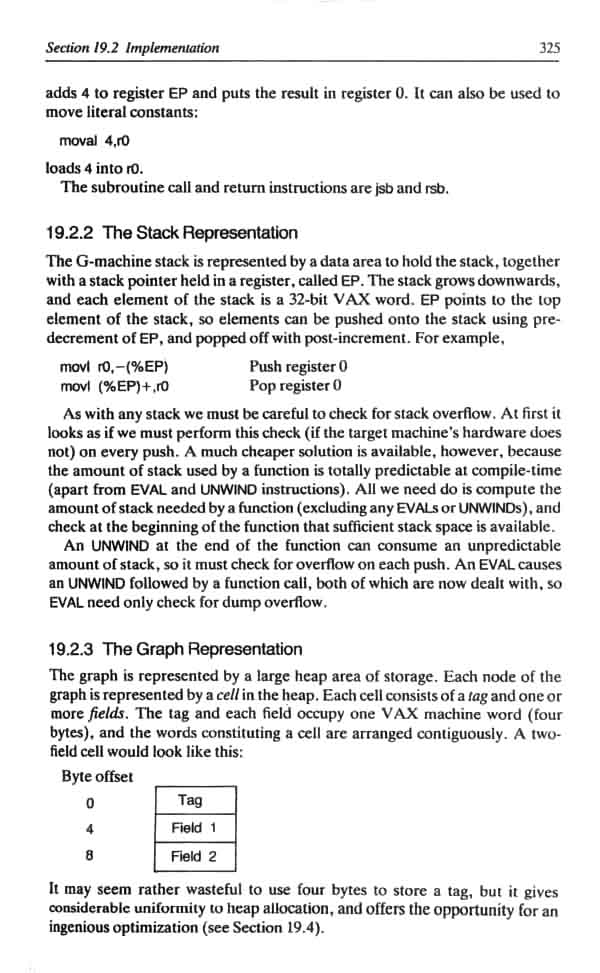 Section 19.2 Implementation 325
adds 4 to register EP and puts the result in register 0. It can also be used to
move literal constants:
moval 4,r0
loads 4 into r0.
The subroutine call and return instructions are jsb and rsb.
19.2.2 The Stack Representation
The G-machine stack is represented by a data area to hold the stack, together
with a stack pointer held in a register, called EP. The stack grows downwards,
and each element of the stack is a 32-bit VAX word. EP points to the top
element of the stack, so elements can be pushed onto the stack using pre-
decrement of EP, and popped off with post-increment. For example,
movl r0,−(%EP) Push register 0
movl (%EP)+,r0 Pop register 0
As with any stack we must be careful to check for stack overflow. At first it
looks as if we must perform this check (if the target machine's hardware does
not) on every push. A much cheaper solution is available, however, because
the amount of stack used by a function is totally predictable at compile-time
(apart from EVAL and UNWIND instructions). All we need do is compute the
amount of stack needed by a function (excluding any EVALs or UNWINDs), and
check at the beginning of the function that sufficient stack space is available.
An UNWIND at the end of the function can consume an unpredictable
amount of stack, so it must check for overflow on each push. An EVAL causes
an UNWIND followed by a function call, both of which are now dealt with, so
EVAL need only check for dump overflow.
19.2.3 The Graph Representation
The graph is represented by a large heap area of storage. Each node of the
graph is represented by a cell in the heap. Each cell consists of a tag and one or
more fields. The tag and each field occupy one VAX machine word (four
bytes), and the words constituting a cell are arranged contiguously. A two-
field cell would look like this:
Byte offset
0 Tag
4 Field 1
8 Field 2
It may seem rather wasteful to use four bytes to store a tag, but it gives
considerable uniformity to heap allocation, and offers the opportunity for an
ingenious optimization (see Section 19.4).